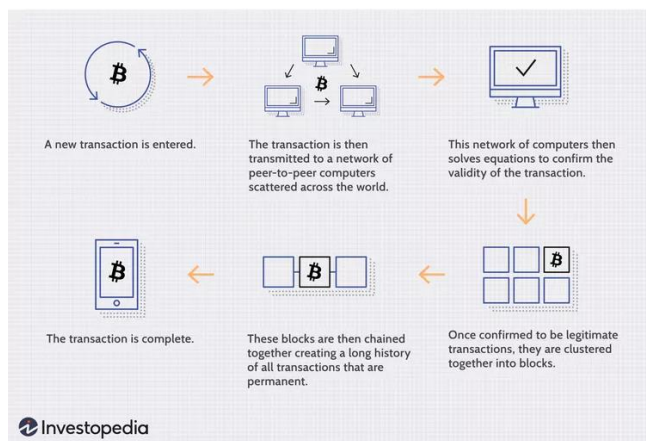 A new transaction is entered.
The transaction is then
transmitted to a network of
peer-to-peer computers
scattered across the world.
This network of computers then
solves equations to confirm the
validity of the transaction.
Once confirmed to be legitimate
transactions, they are clustered
together into blocks.
These blocks are then chained
together creating a long history
of all transactions that are
permanent.
The transaction is complete.
Investopedia